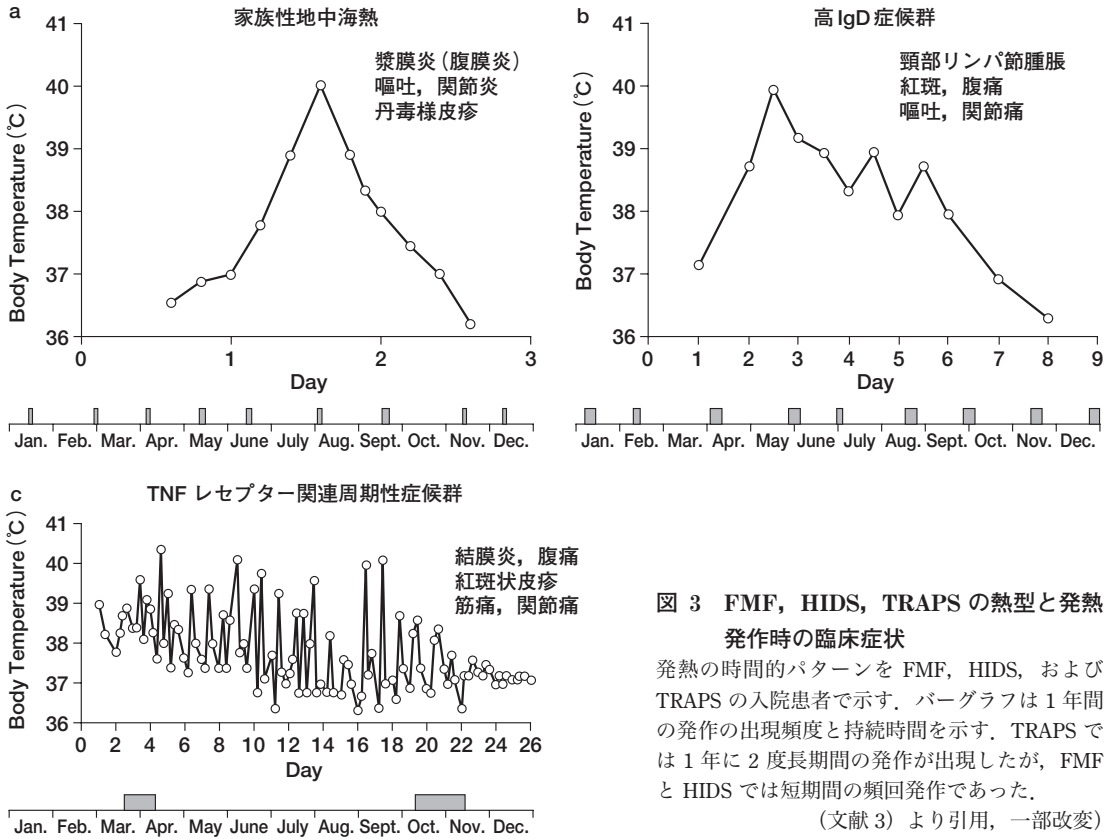 a
家族性地中海熱
漿膜炎（腹膜炎）
嘔吐，関節炎
丹毒様皮疹
Body Temperature（℃）
41
40
39
38
37
36
0 1 2 3
Day
Jan. Feb. Mar. Apr. May June July Aug. Sept. Oct. Nov. Dec.
b
高 IgD 症候群
頸部リンパ節腫脹
紅斑，腹痛
嘔吐，関節痛
Body Temperature（℃）
41
40
39
38
37
36
0 1 2 3 4 5 6 7 8 9
Day
Jan. Feb. Mar. Apr. May June July Aug. Sept. Oct. Nov. Dec.
c
TNF レセプター関連周期性症候群
結膜炎，腹痛
紅斑状皮疹
筋痛，関節痛
Body Temperature（℃）
41
40
39
38
37
36
0 2 4 6 8 10 12 14 16 18 20 22 24 26
Day
Jan. Feb. Mar. Apr. May June July Aug. Sept. Oct. Nov. Dec.
図 3 FMF，HIDS，TRAPS の熱型と発熱
発作時の臨床症状
発熱の時間的パターンを FMF，HIDS，および
TRAPS の入院患者で示す．バーグラフは 1 年間
の発作の出現頻度と持続時間を示す．TRAPS で
は 1 年に 2 度長期間の発作が出現したが，FMF
と HIDS では短期間の頻回発作であった．
（文献 3）より引用，一部改変）